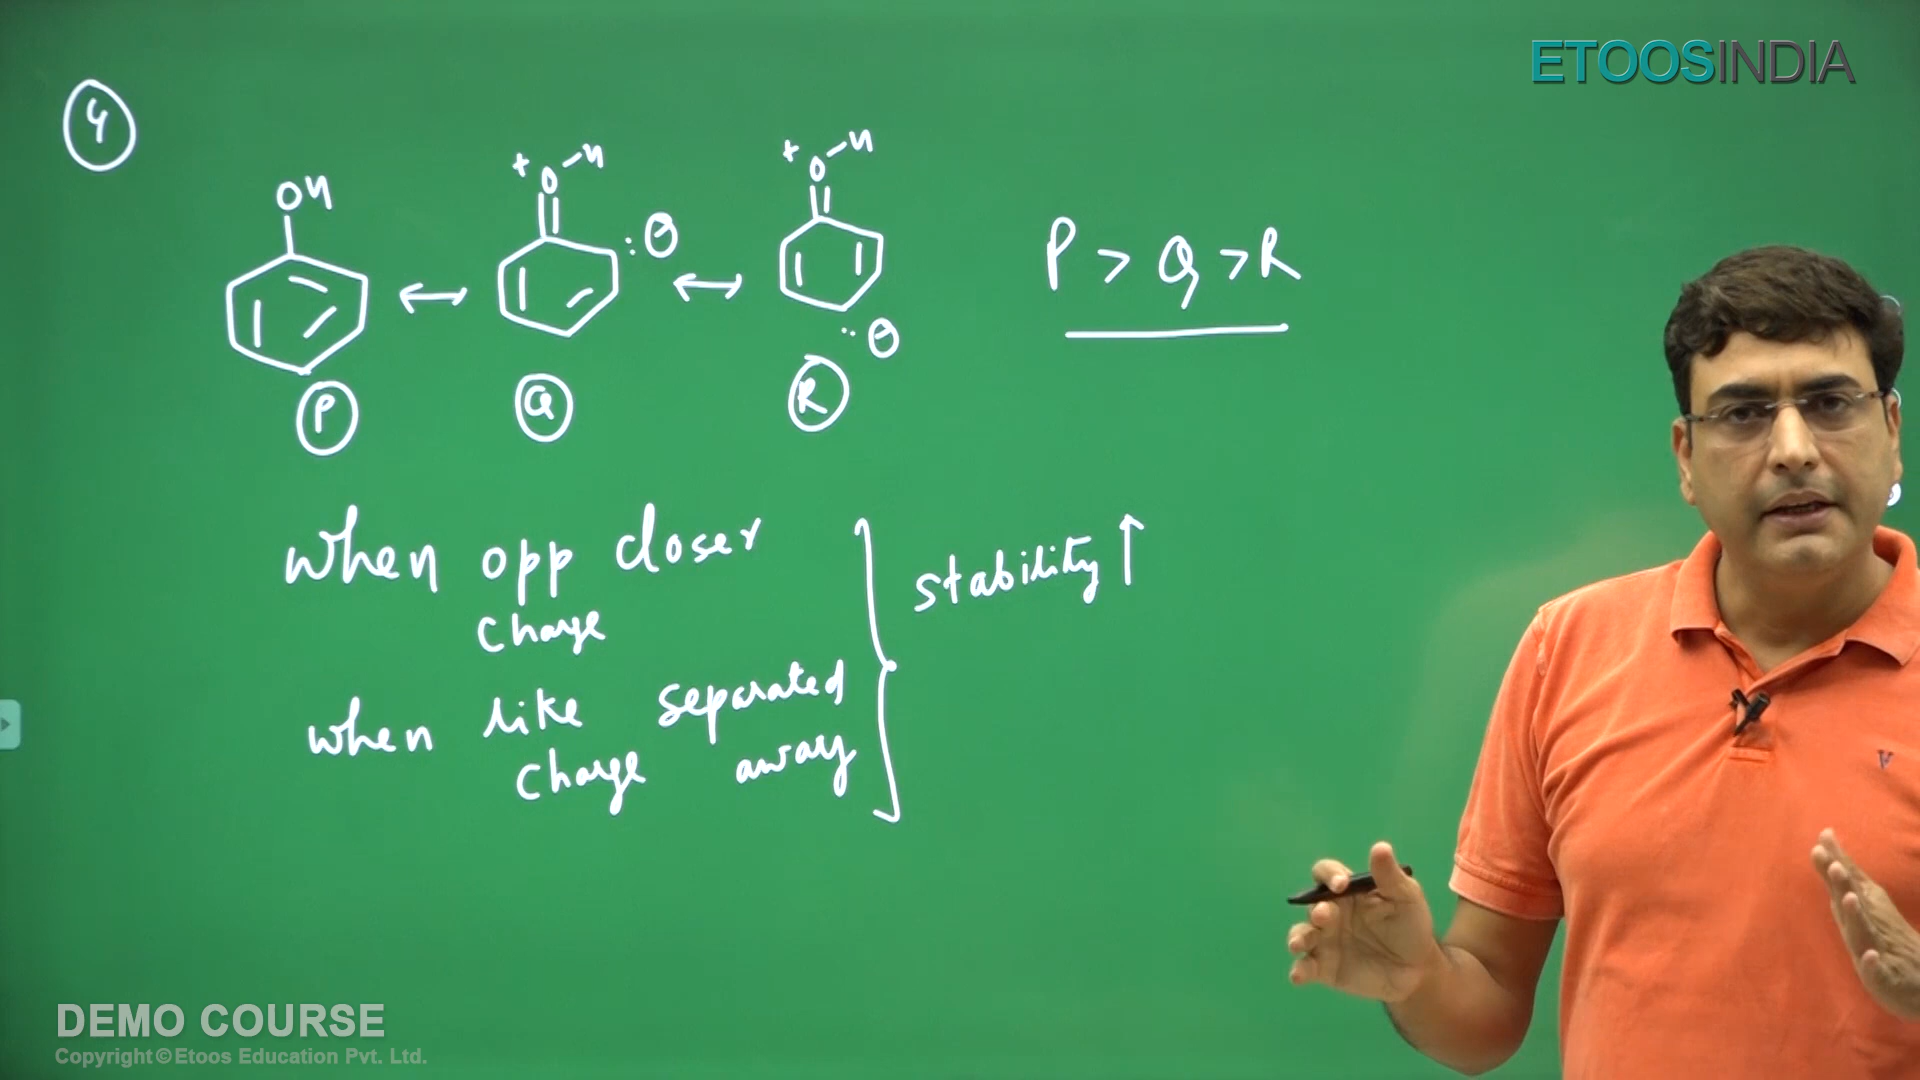 ETOOSINDIA
4
OH
+ O-H
:⊖
P
Q
+ O-H
:⊖
R
P > Q > R
when opp closer
charge
stability ↑
when like separated
charge away
DEMO COURSE
Copyright © Etoos Education Pvt. Ltd.